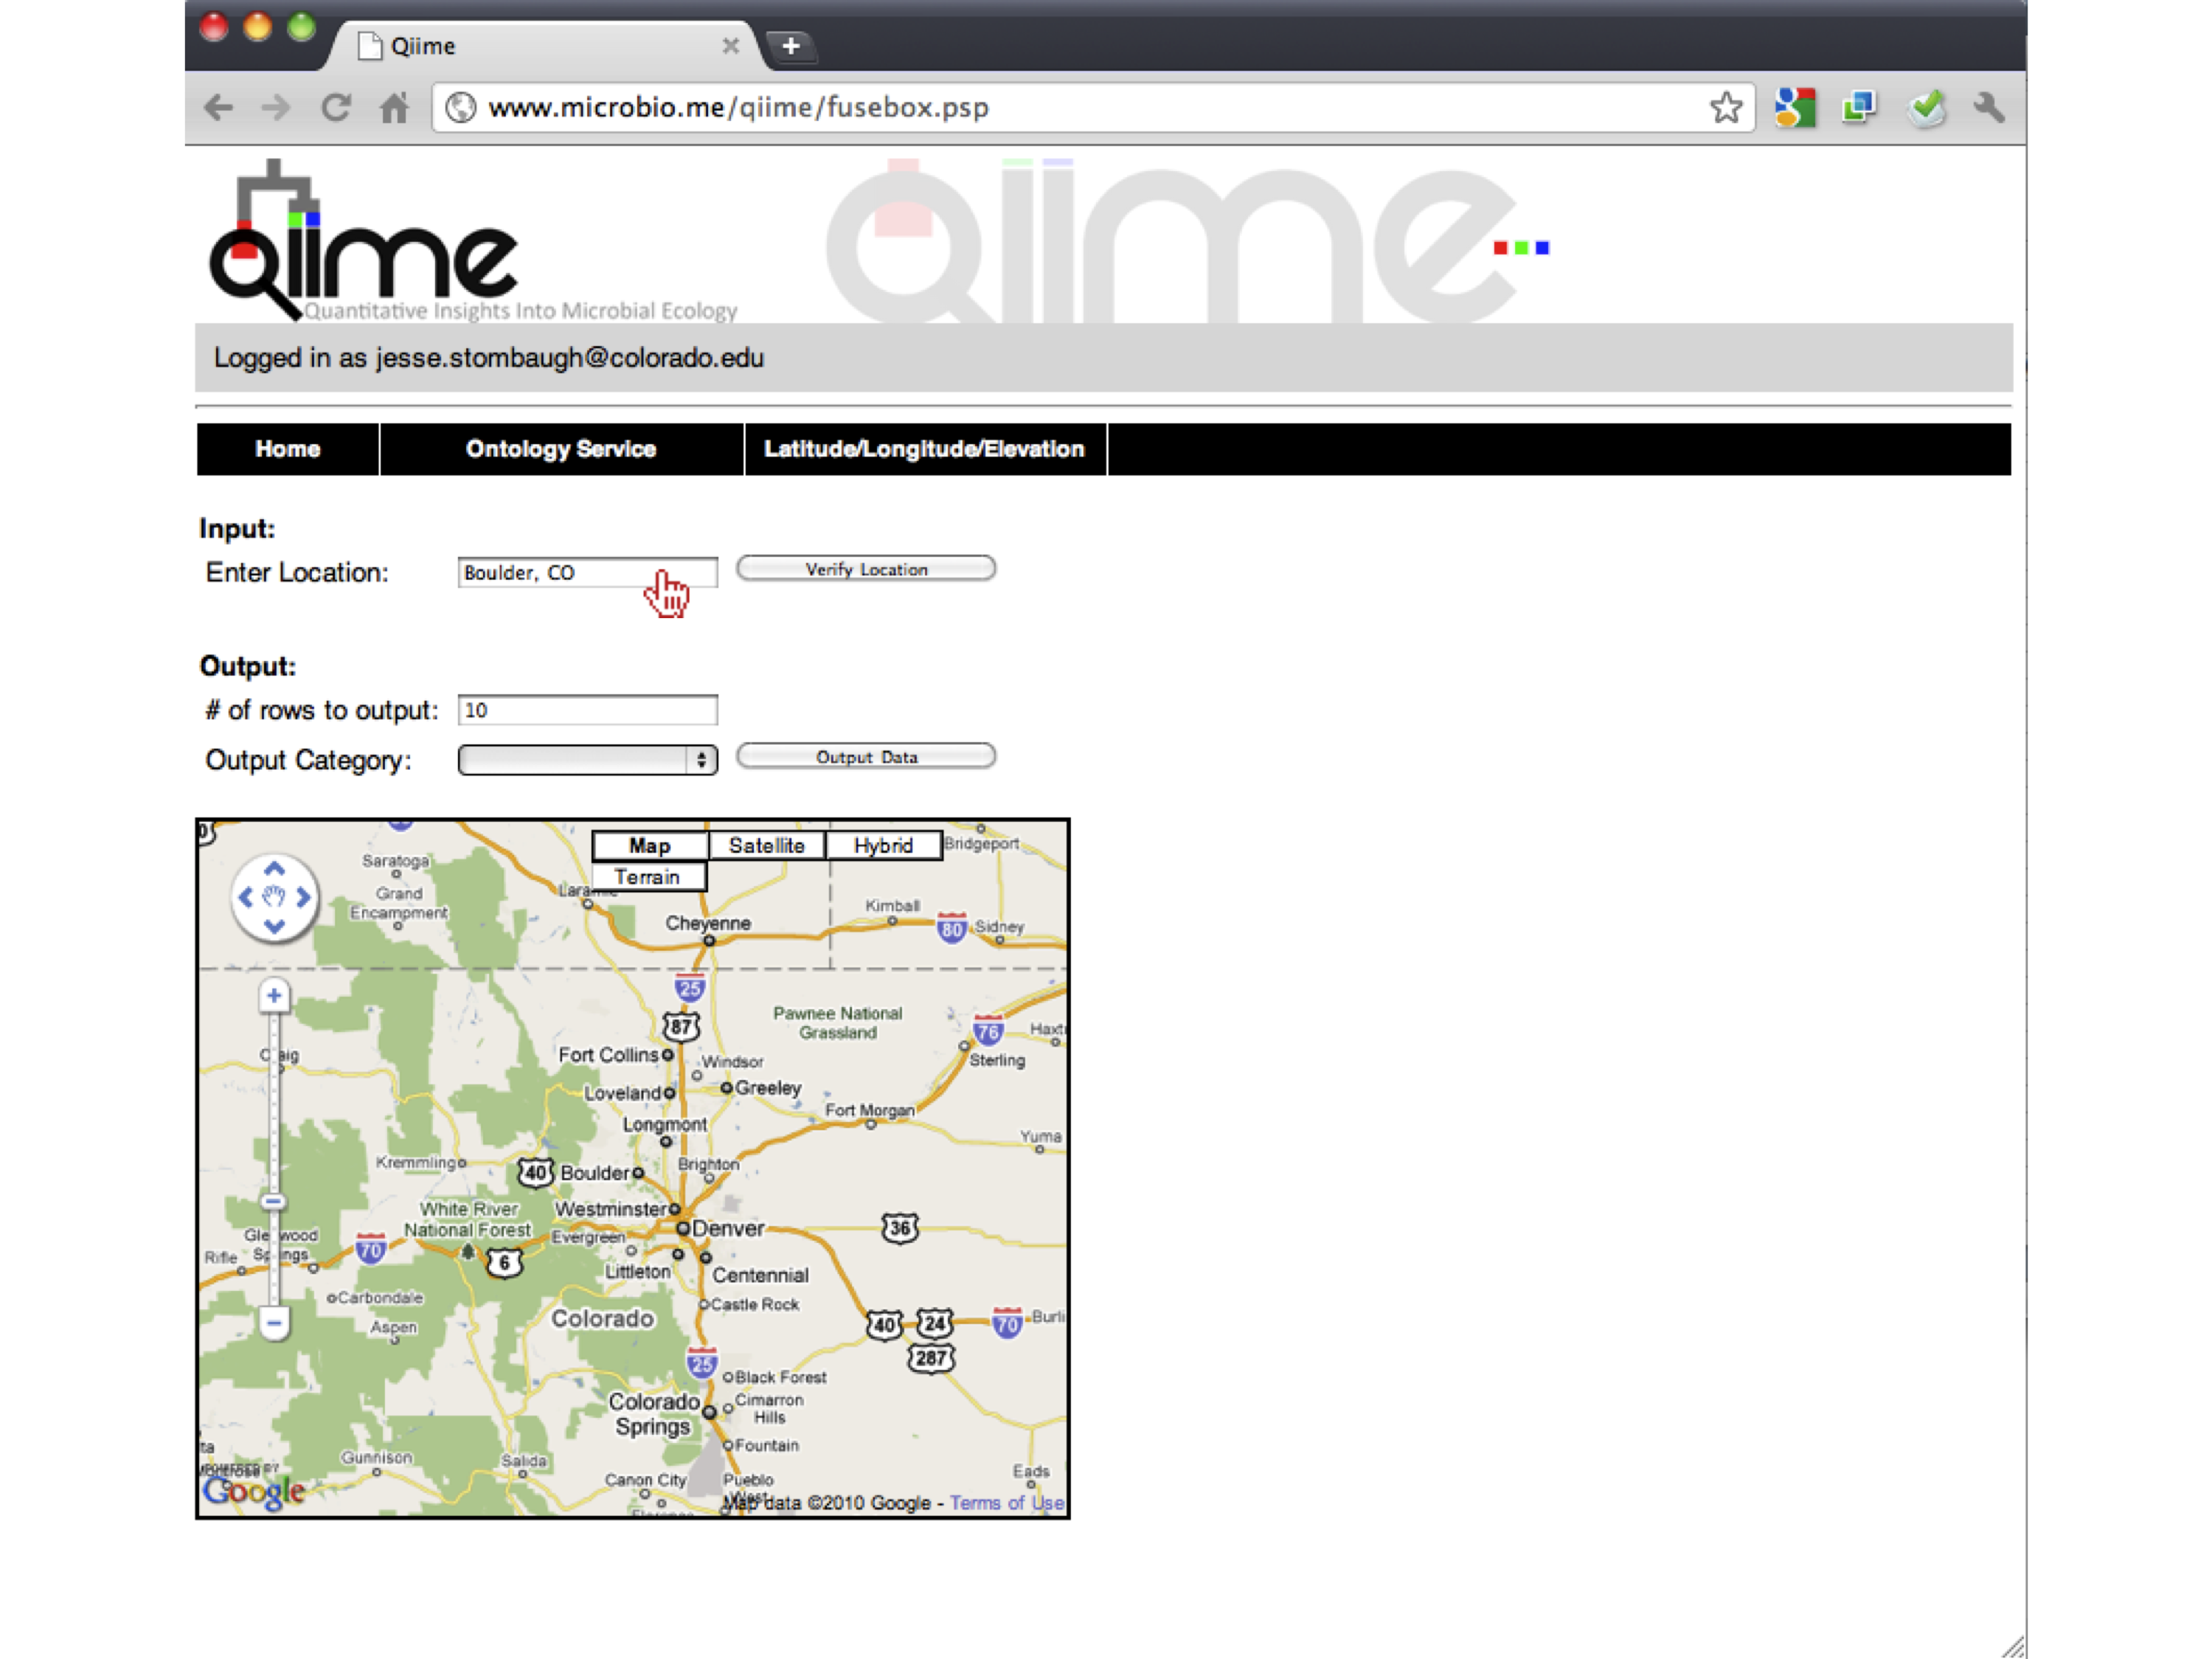 Qiime
www.microbio.me/qiime/fusebox.psp
Qiime
Qiime
Quantitative Insights Into Microbial Ecology
Logged in as jesse.stombaugh@colorado.edu
Home
Ontology Service
Latitude/Longitude/Elevation
Input:
Enter Location:
Boulder, CO
Verify Location
Output:
# of rows to output:
10
Output Category:
Output Data
Map
Satellite
Hybrid
Bridgeport
Terrain
Saratoga
Grand
Encampment
Cheyenne
Kimball
80
Sidney
25
87
Pawnee National
Grassland
76
Fort Collins
Windsor
Sterling
Loveland
Greeley
Fort Morgan
Longmont
Yuma
Kremmling
40
Boulder
Brighton
White River
National Forest
Westminster
Denver
36
Evergreen
Rifle
70
6
Littleton
Centennial
Carbondale
Castle Rock
Aspen
Colorado
40
24
70
287
25
Black Forest
Colorado
Springs
Cimarron
Hills
Fountain
Gunnison
Salida
Canon City
Pueblo
Eads
POWERED BY
Google
Map data ©2010 Google - Terms of Use